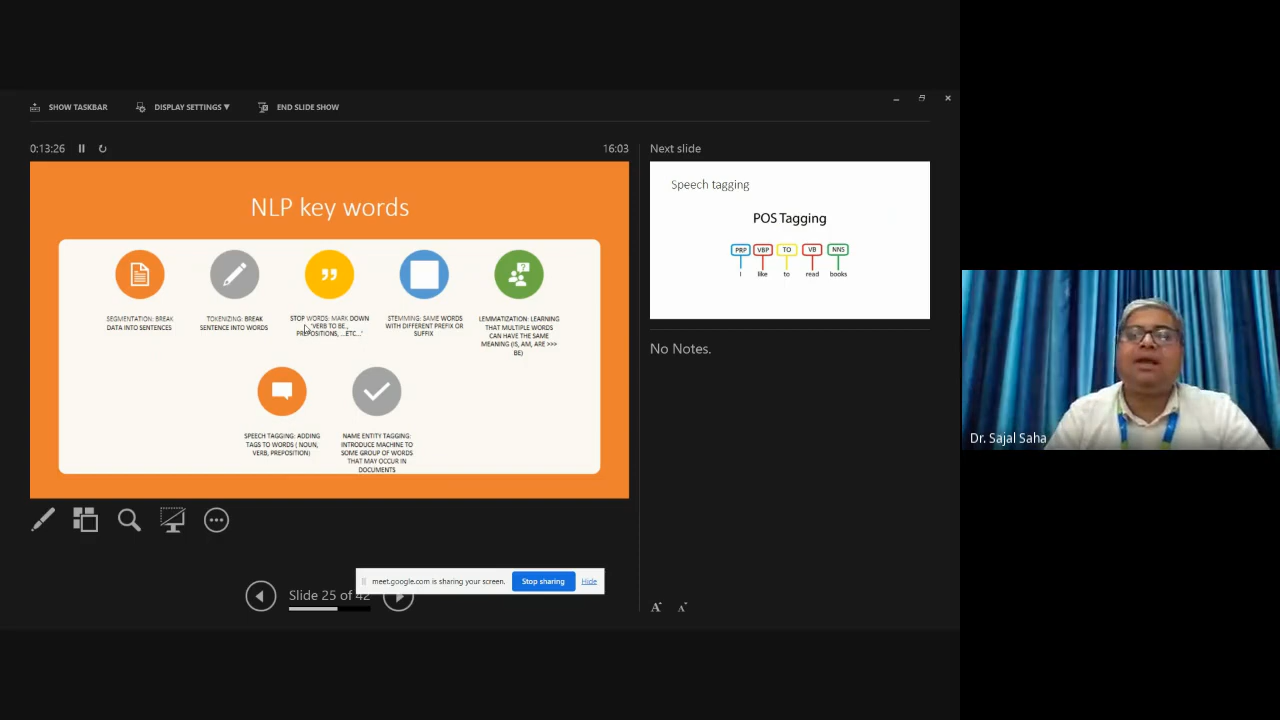 SHOW TASKBAR
DISPLAY SETTINGS ▼
END SLIDE SHOW
0:13:26
16:03
Next slide
NLP key words
SEGMENTATION: BREAK
DATA INTO SENTENCES
TOKENIZING: BREAK
SENTENCE INTO WORDS
STOP WORDS: MARK DOWN
'VERB TO BE,
PREPOSITIONS, ...ETC...'
STEMMING: SAME WORDS
WITH DIFFERENT PREFIX OR
SUFFIX
LEMMATIZATION: LEARNING
THAT MULTIPLE WORDS
CAN HAVE THE SAME
MEANING (IS, AM, ARE >>>
BE)
SPEECH TAGGING: ADDING
TAGS TO WORDS ( NOUN,
VERB, PREPOSITION)
NAME ENTITY TAGGING:
INTRODUCE MACHINE TO
SOME GROUP OF WORDS
THAT MAY OCCUR IN
DOCUMENTS
Speech tagging
POS Tagging
PRP VBP TO VB NNS
I like to read books
No Notes.
Dr. Sajal Saha
meet.google.com is sharing your screen.
Stop sharing
Hide
Slide 25 of 42
A A